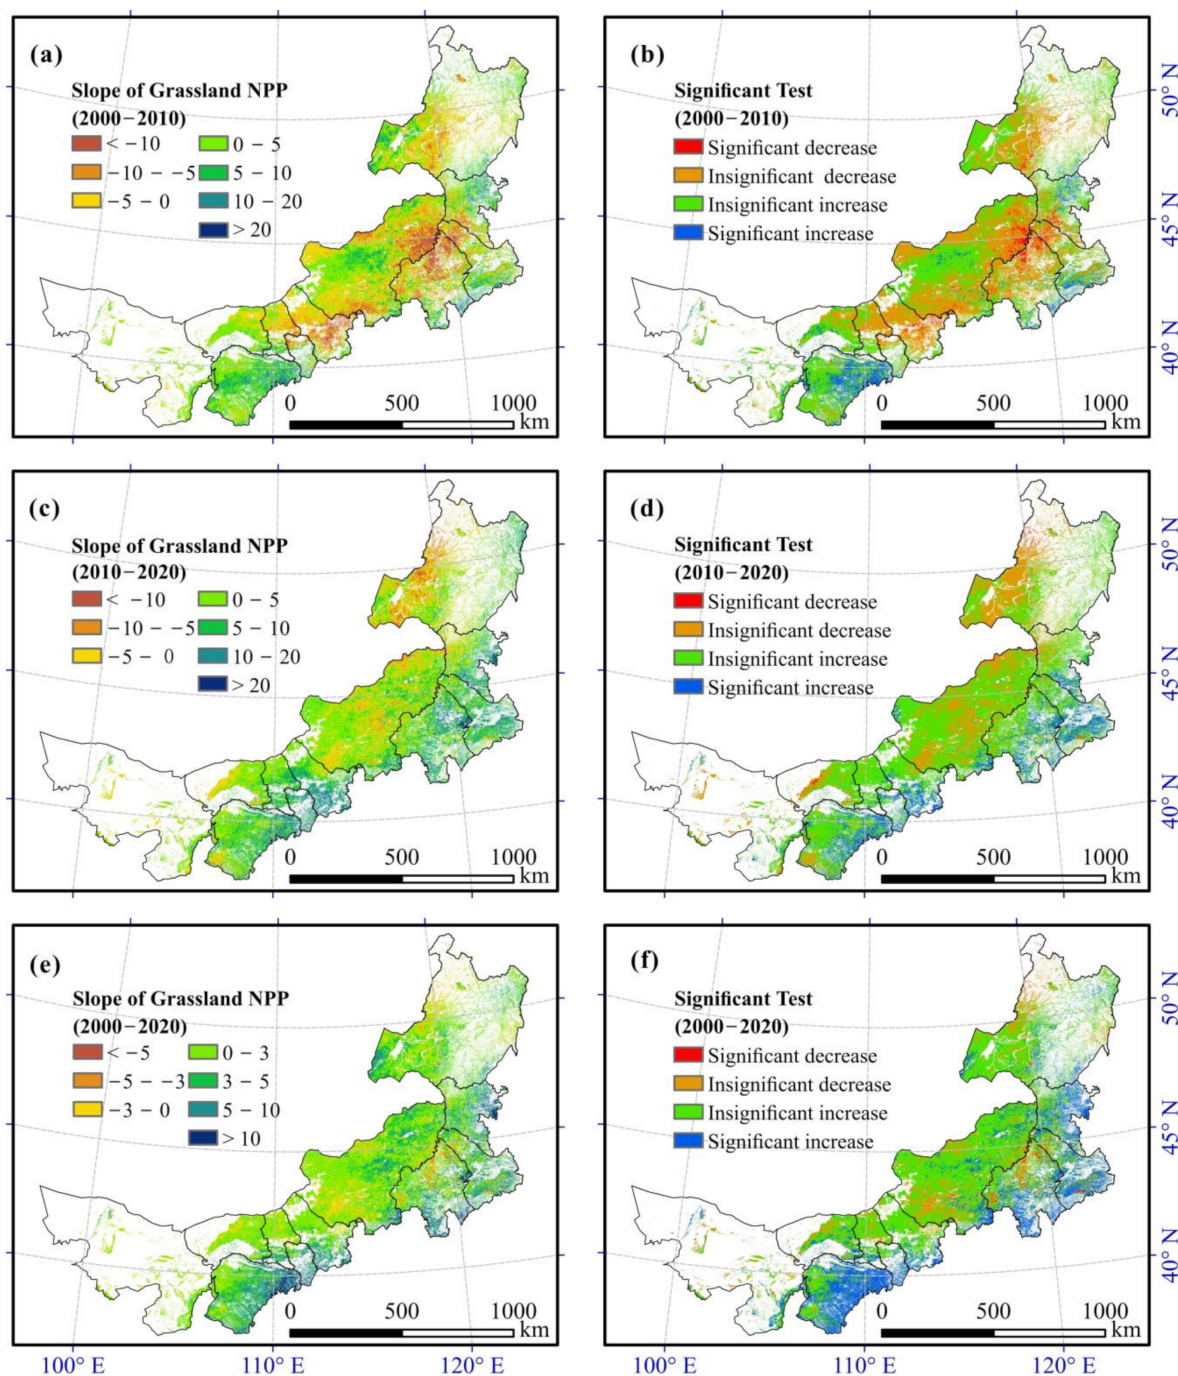 (a)
Slope of Grassland NPP
(2000−2010)
< −10
−10 − −5
−5 − 0
0 − 5
5 − 10
10 − 20
> 20
0 500 1000
km
(b)
Significant Test
(2000−2010)
Significant decrease
Insignificant decrease
Insignificant increase
Significant increase
0 500 1000
km
50° N
45° N
40° N
(c)
Slope of Grassland NPP
(2010−2020)
< −10
−10 − −5
−5 − 0
0 − 5
5 − 10
10 − 20
> 20
0 500 1000
km
(d)
Significant Test
(2010−2020)
Significant decrease
Insignificant decrease
Insignificant increase
Significant increase
0 500 1000
km
50° N
45° N
40° N
(e)
Slope of Grassland NPP
(2000−2020)
< −5
−5 − −3
−3 − 0
0 − 3
3 − 5
5 − 10
> 10
0 500 1000
km
(f)
Significant Test
(2000−2020)
Significant decrease
Insignificant decrease
Insignificant increase
Significant increase
0 500 1000
km
50° N
45° N
40° N
100° E 110° E 120° E
100° E 110° E 120° E